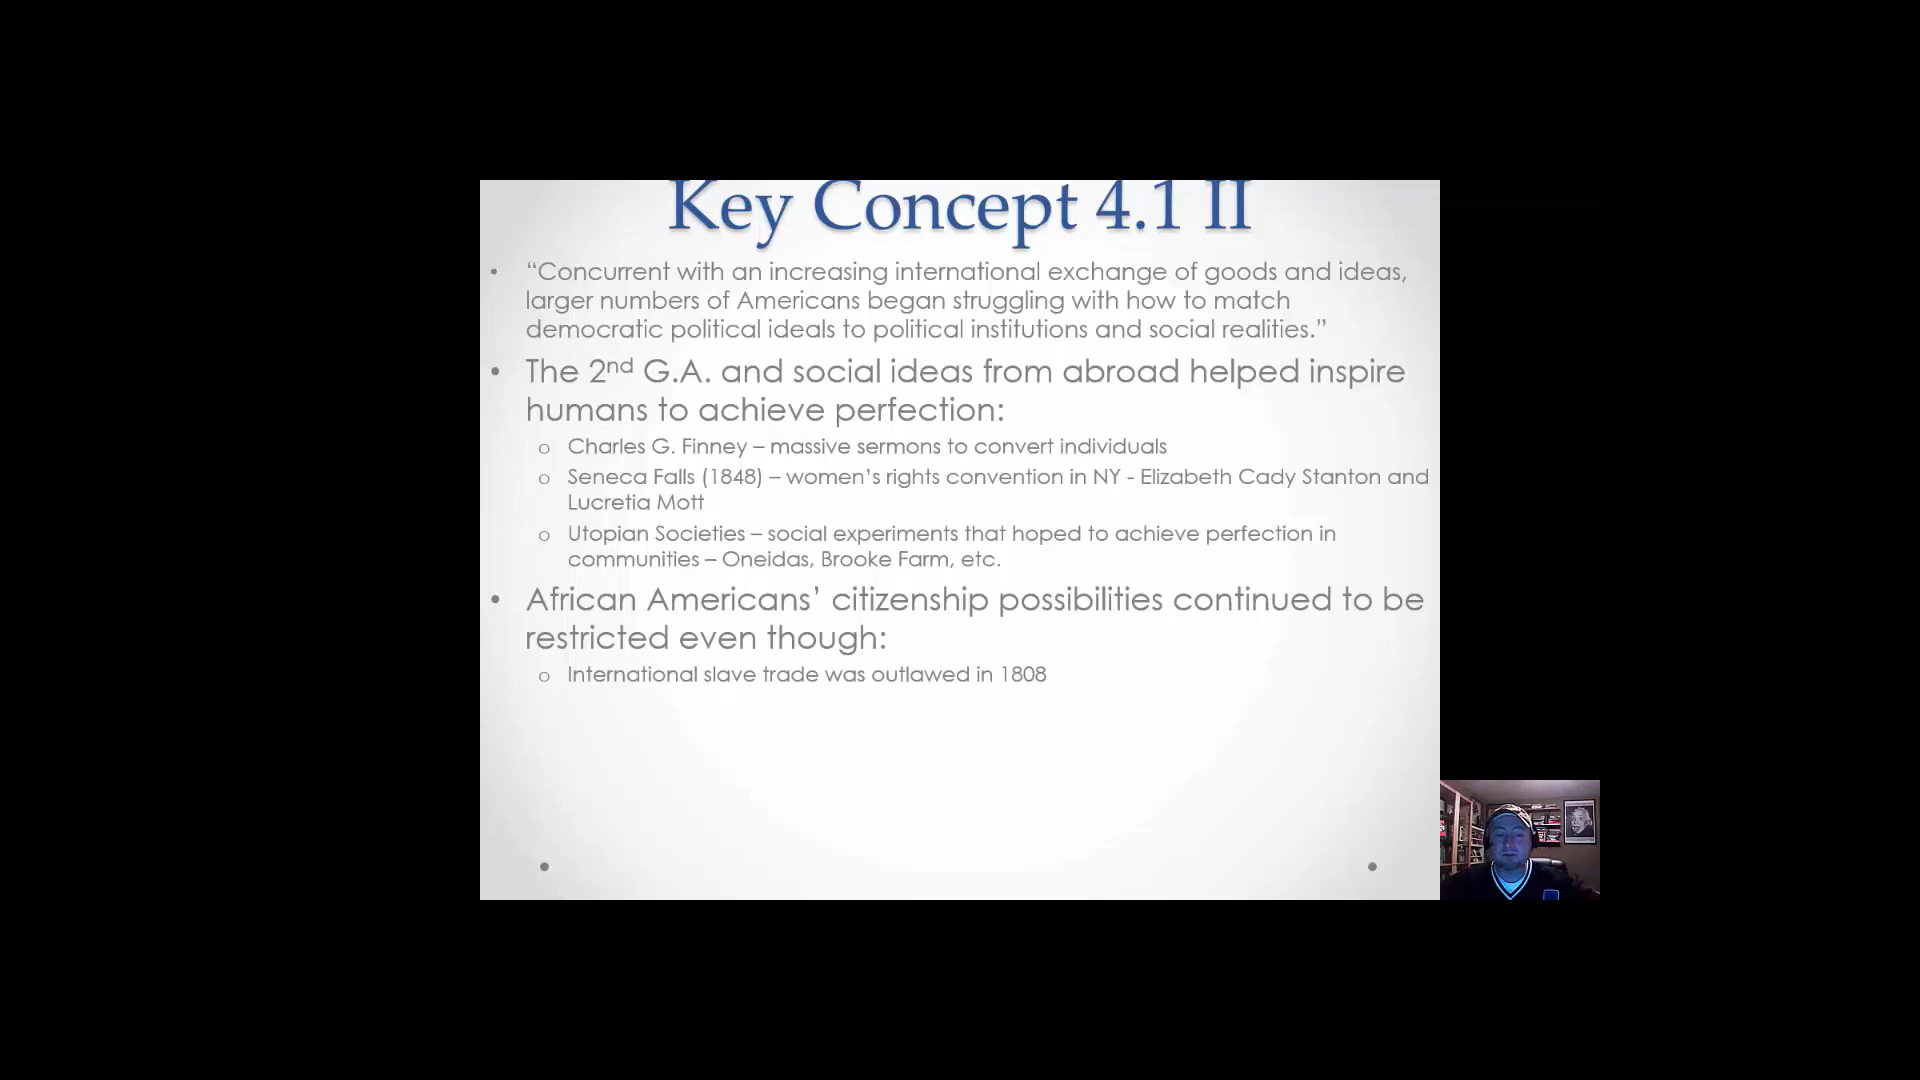 Key Concept 4.1 II
• “Concurrent with an increasing international exchange of goods and ideas,
larger numbers of Americans began struggling with how to match
democratic political ideals to political institutions and social realities.”
• The 2nd G.A. and social ideas from abroad helped inspire
humans to achieve perfection:
o Charles G. Finney – massive sermons to convert individuals
o Seneca Falls (1848) – women’s rights convention in NY - Elizabeth Cady Stanton and
Lucretia Mott
o Utopian Societies – social experiments that hoped to achieve perfection in
communities – Oneidas, Brooke Farm, etc.
• African Americans’ citizenship possibilities continued to be
restricted even though:
o International slave trade was outlawed in 1808